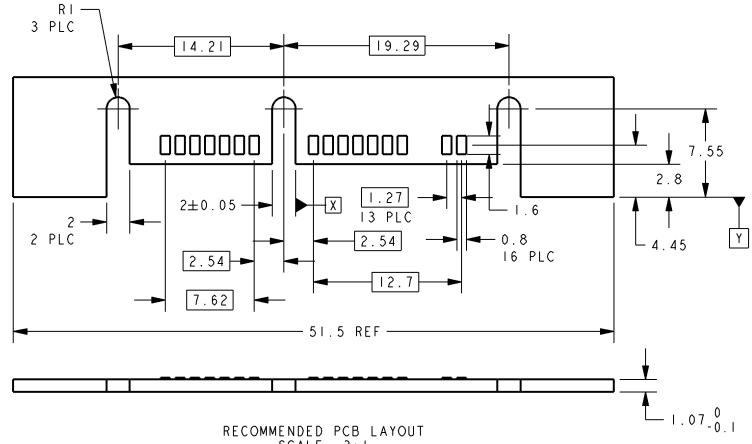 R1
3 PLC
14.21
19.29
7.55
2.8
2±0.05
X
1.27
13 PLC
1.6
2
2 PLC
2.54
0.8
16 PLC
4.45
Y
2.54
12.7
7.62
51.5 REF
1.07 0 -0.1
RECOMMENDED PCB LAYOUT